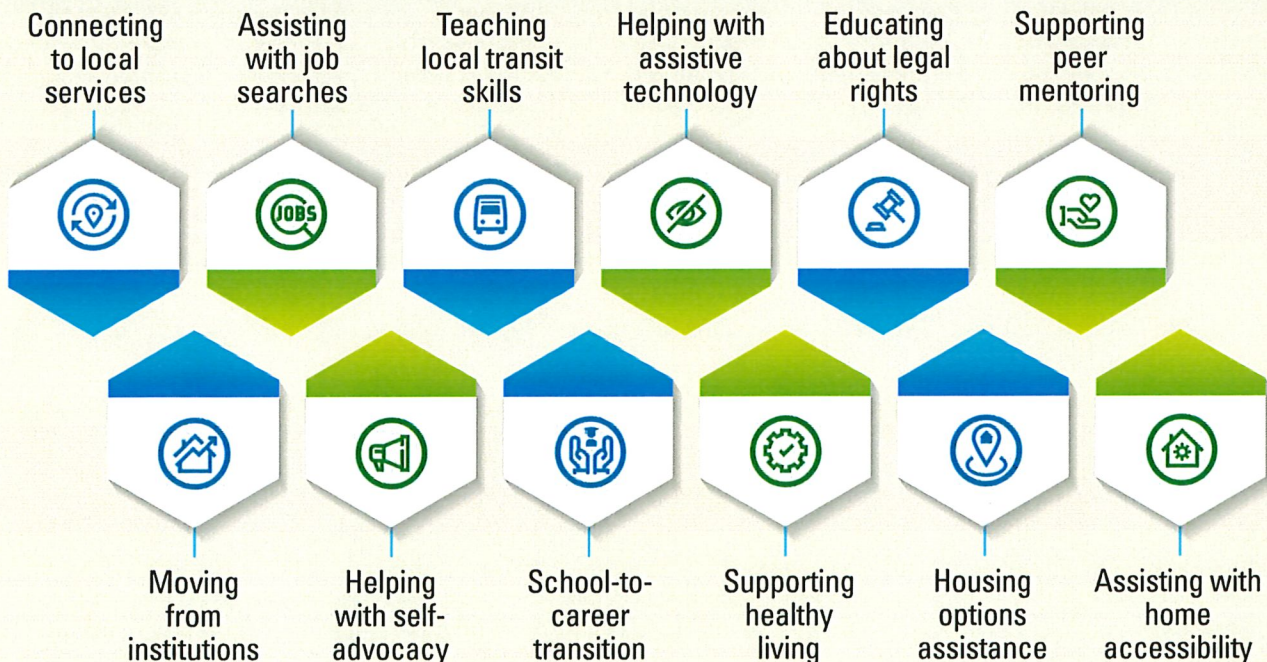 Connecting
to local
services
Assisting
with job
searches
Teaching
local transit
skills
Helping with
assistive
technology
Educating
about legal
rights
Supporting
peer
mentoring
JOBS
Moving
from
institutions
Helping
with self-
advocacy
School-to-
career
transition
Supporting
healthy
living
Housing
options
assistance
Assisting with
home
accessibility